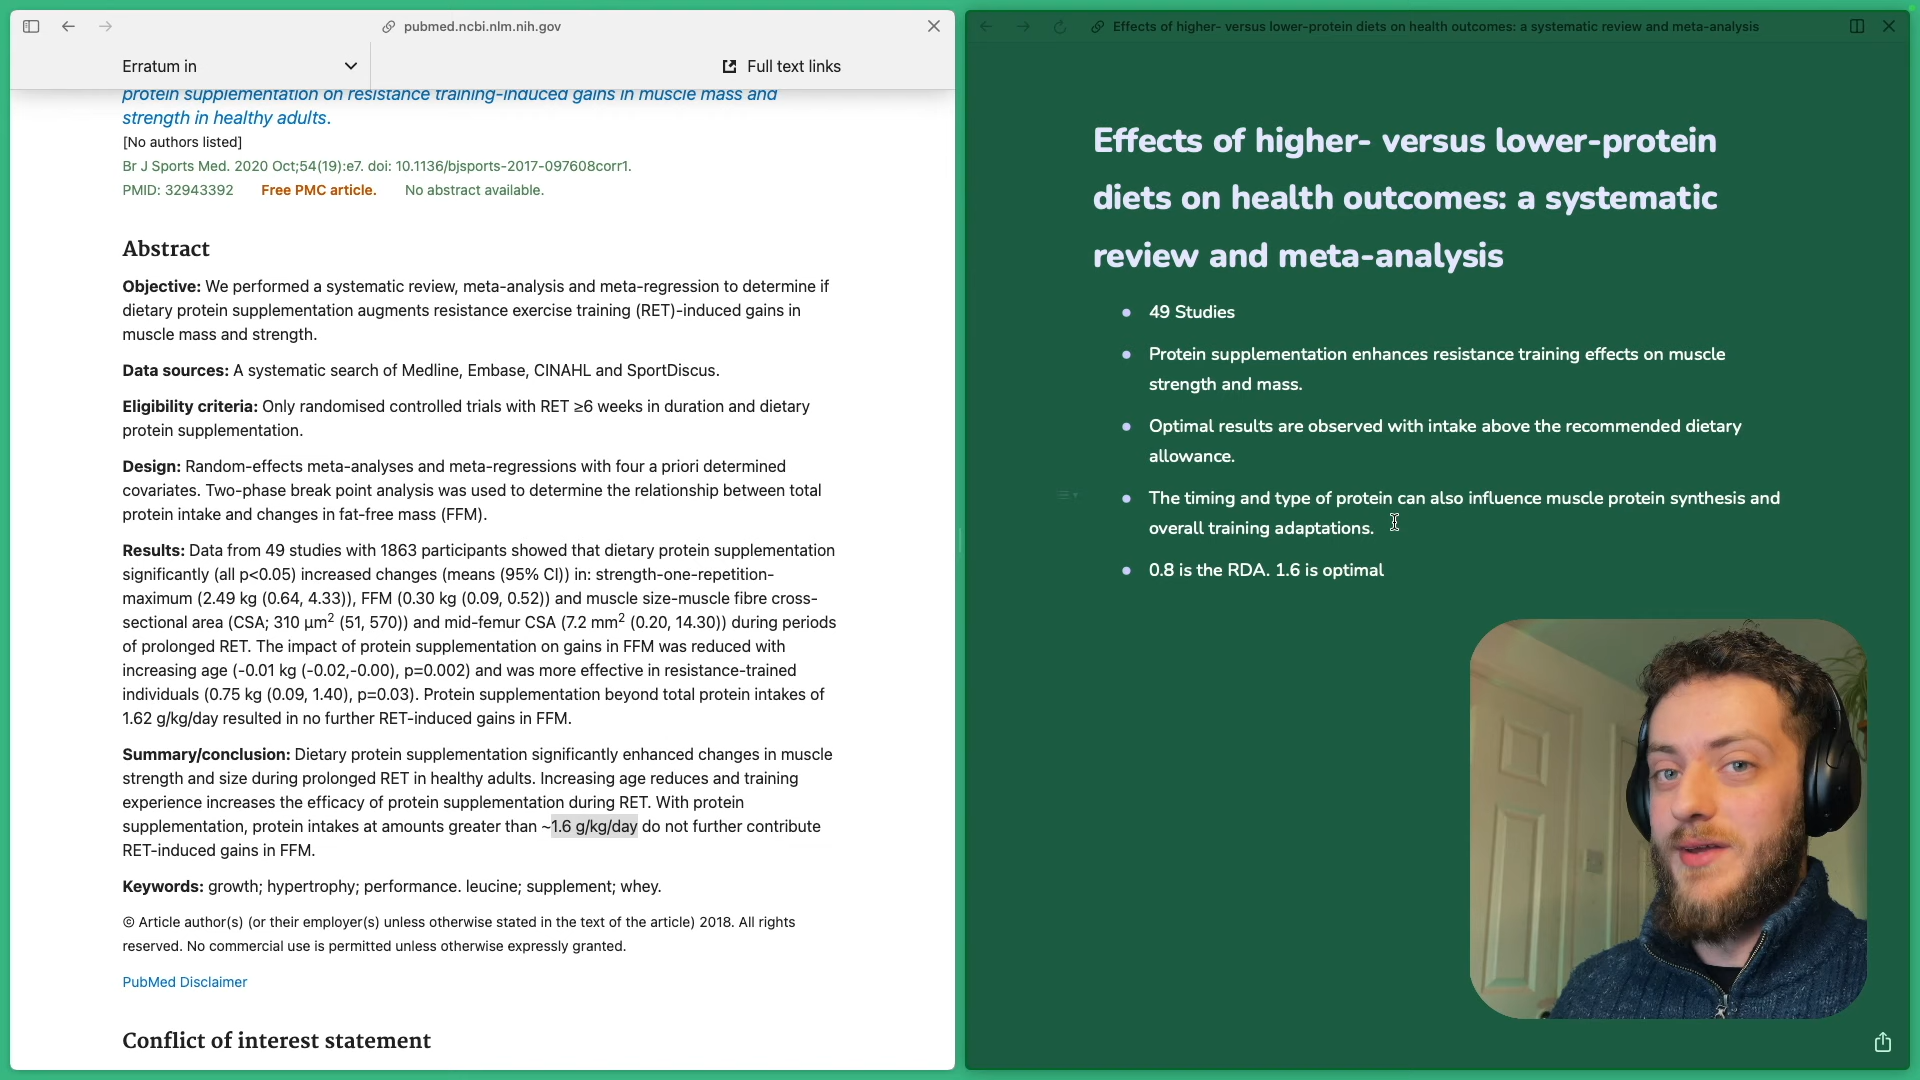 pubmed.ncbi.nlm.nih.gov
Erratum in
Full text links
protein supplementation on resistance training-induced gains in muscle mass and
strength in healthy adults.
[No authors listed]
Br J Sports Med. 2020 Oct;54(19):e7. doi: 10.1136/bjsports-2017-097608corr1.
PMID: 32943392 Free PMC article. No abstract available.
Abstract
Objective: We performed a systematic review, meta-analysis and meta-regression to determine if
dietary protein supplementation augments resistance exercise training (RET)-induced gains in
muscle mass and strength.
Data sources: A systematic search of Medline, Embase, CINAHL and SportDiscus.
Eligibility criteria: Only randomised controlled trials with RET ≥6 weeks in duration and dietary
protein supplementation.
Design: Random-effects meta-analyses and meta-regressions with four a priori determined
covariates. Two-phase break point analysis was used to determine the relationship between total
protein intake and changes in fat-free mass (FFM).
Results: Data from 49 studies with 1863 participants showed that dietary protein supplementation
significantly (all p<0.05) increased changes (means (95% CI)) in: strength-one-repetition-
maximum (2.49 kg (0.64, 4.33)), FFM (0.30 kg (0.09, 0.52)) and muscle size-muscle fibre cross-
sectional area (CSA; 310 µm² (51, 570)) and mid-femur CSA (7.2 mm² (0.20, 14.30)) during periods
of prolonged RET. The impact of protein supplementation on gains in FFM was reduced with
increasing age (-0.01 kg (-0.02,-0.00), p=0.002) and was more effective in resistance-trained
individuals (0.75 kg (0.09, 1.40), p=0.03). Protein supplementation beyond total protein intakes of
1.62 g/kg/day resulted in no further RET-induced gains in FFM.
Summary/conclusion: Dietary protein supplementation significantly enhanced changes in muscle
strength and size during prolonged RET in healthy adults. Increasing age reduces and training
experience increases the efficacy of protein supplementation during RET. With protein
supplementation, protein intakes at amounts greater than ~1.6 g/kg/day do not further contribute
RET-induced gains in FFM.
Keywords: growth; hypertrophy; performance. leucine; supplement; whey.
© Article author(s) (or their employer(s) unless otherwise stated in the text of the article) 2018. All rights
reserved. No commercial use is permitted unless otherwise expressly granted.
PubMed Disclaimer
Conflict of interest statement
Effects of higher- versus lower-protein diets on health outcomes: a systematic review and meta-analysis
Effects of higher- versus lower-protein
diets on health outcomes: a systematic
review and meta-analysis
49 Studies
Protein supplementation enhances resistance training effects on muscle
strength and mass.
Optimal results are observed with intake above the recommended dietary
allowance.
The timing and type of protein can also influence muscle protein synthesis and
overall training adaptations.
0.8 is the RDA. 1.6 is optimal